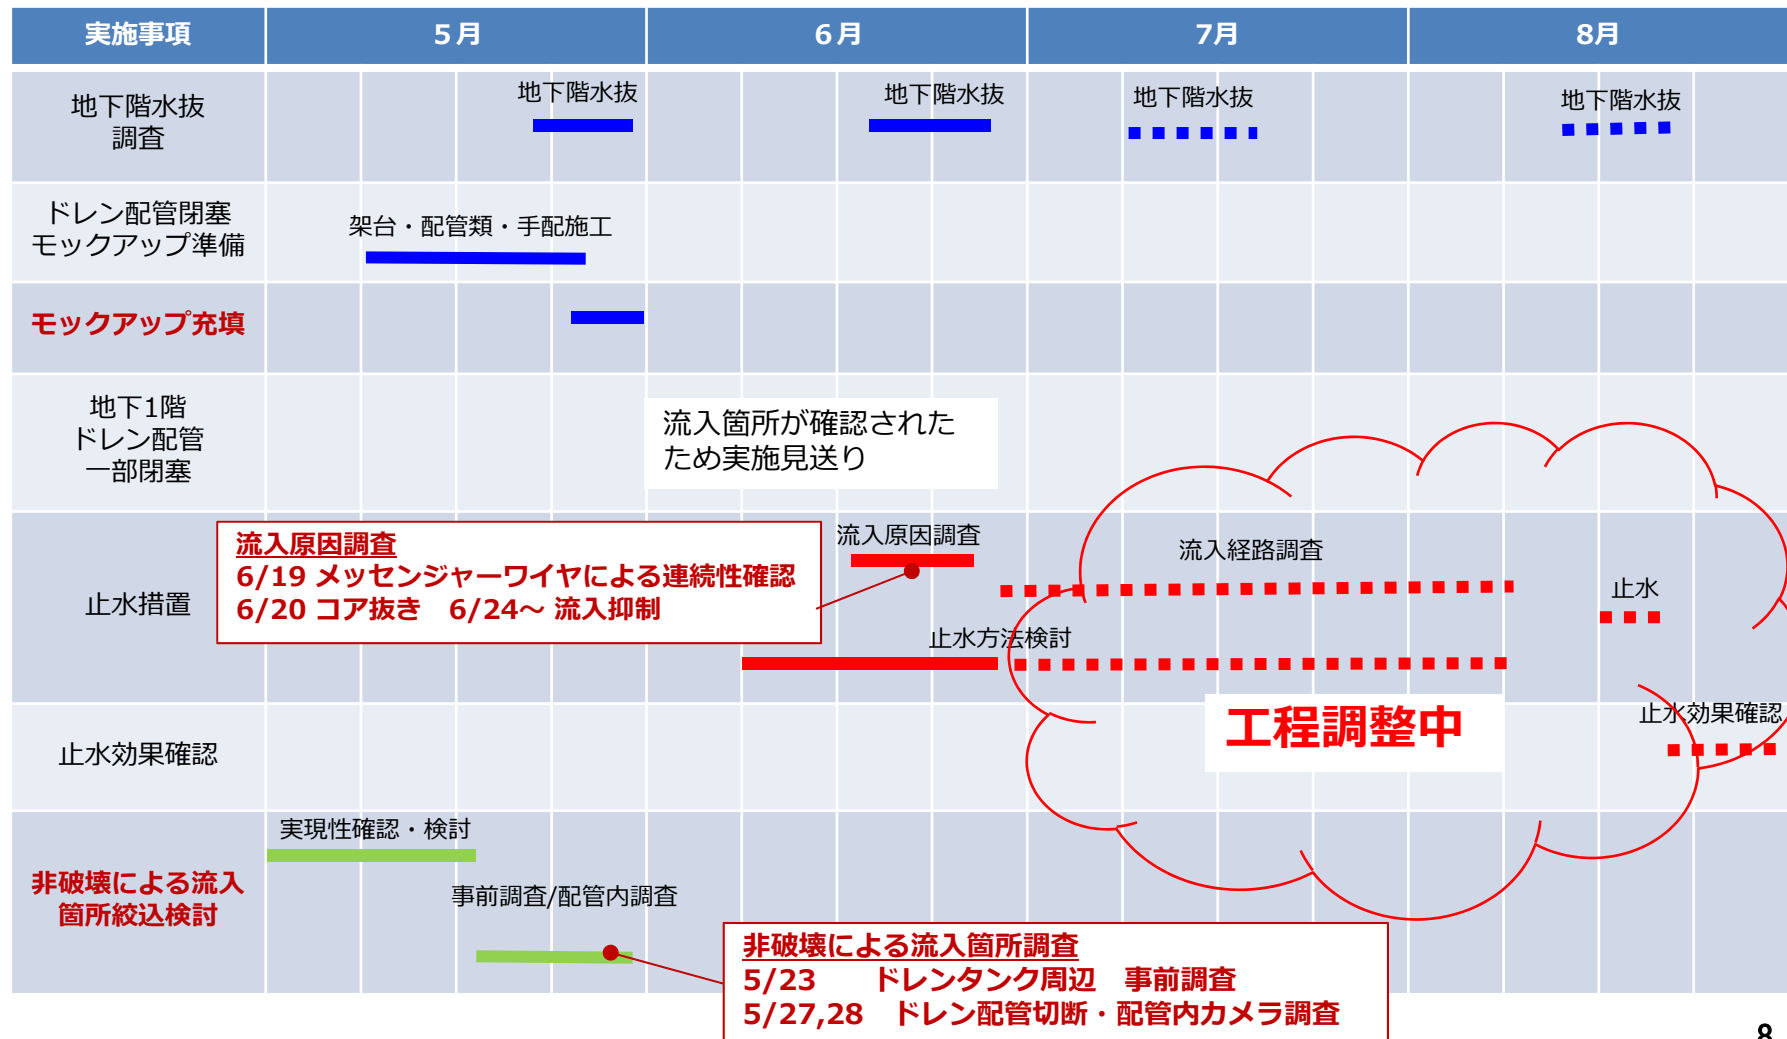 実施事項
5月
6月
7月
8月
地下階水抜
調査
地下階水抜
地下階水抜
地下階水抜
地下階水抜
ドレン配管閉塞
モックアップ準備
架台・配管類・手配施工
モックアップ充填
地下1階
ドレン配管
一部閉塞
流入箇所が確認された
ため実施見送り
止水措置
流入原因調査
6/19 メッセンジャーワイヤによる連続性確認
6/20 コア抜き　6/24～ 流入抑制
流入原因調査
流入経路調査
止水
止水方法検討
工程調整中
止水効果確認
止水効果確認
非破壊による流入
箇所絞込検討
実現性確認・検討
事前調査/配管内調査
非破壊による流入箇所調査
5/23　　ドレンタンク周辺　事前調査
5/27,28　ドレン配管切断・配管内カメラ調査
8